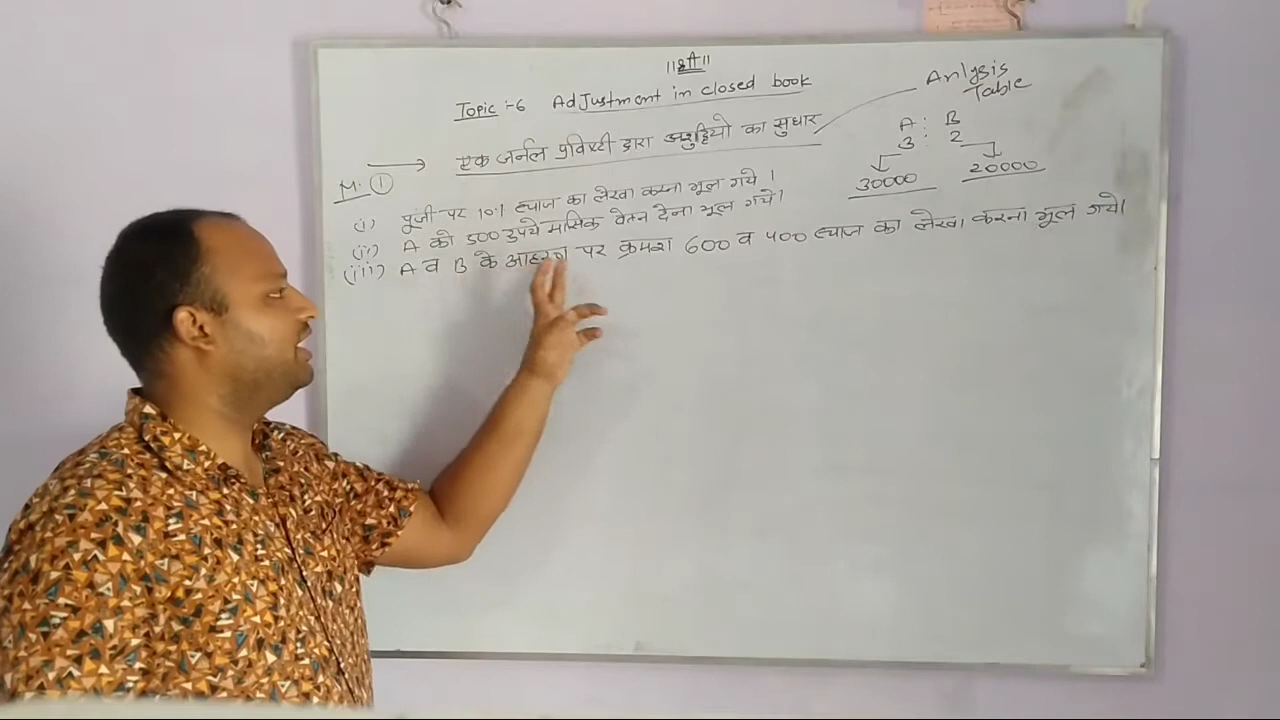 ||श्री||
Topic :-6 Adjustment in closed book
Anlysis
Table
→ एक जर्नल प्रविष्टी द्वारा अशुद्दियो का सुधार
A : B
3 : 2
30000 20000
M. ①
(i) पूंजी पर 10% ब्याज का लेखा करना भूल गये ।
(ii) A को 500 रुपये मासिक वेतन देना भूल गये।
(iii) A व B के आहरण पर क्रमश 600 व 400 ब्याज का लेखा करना भूल गये।